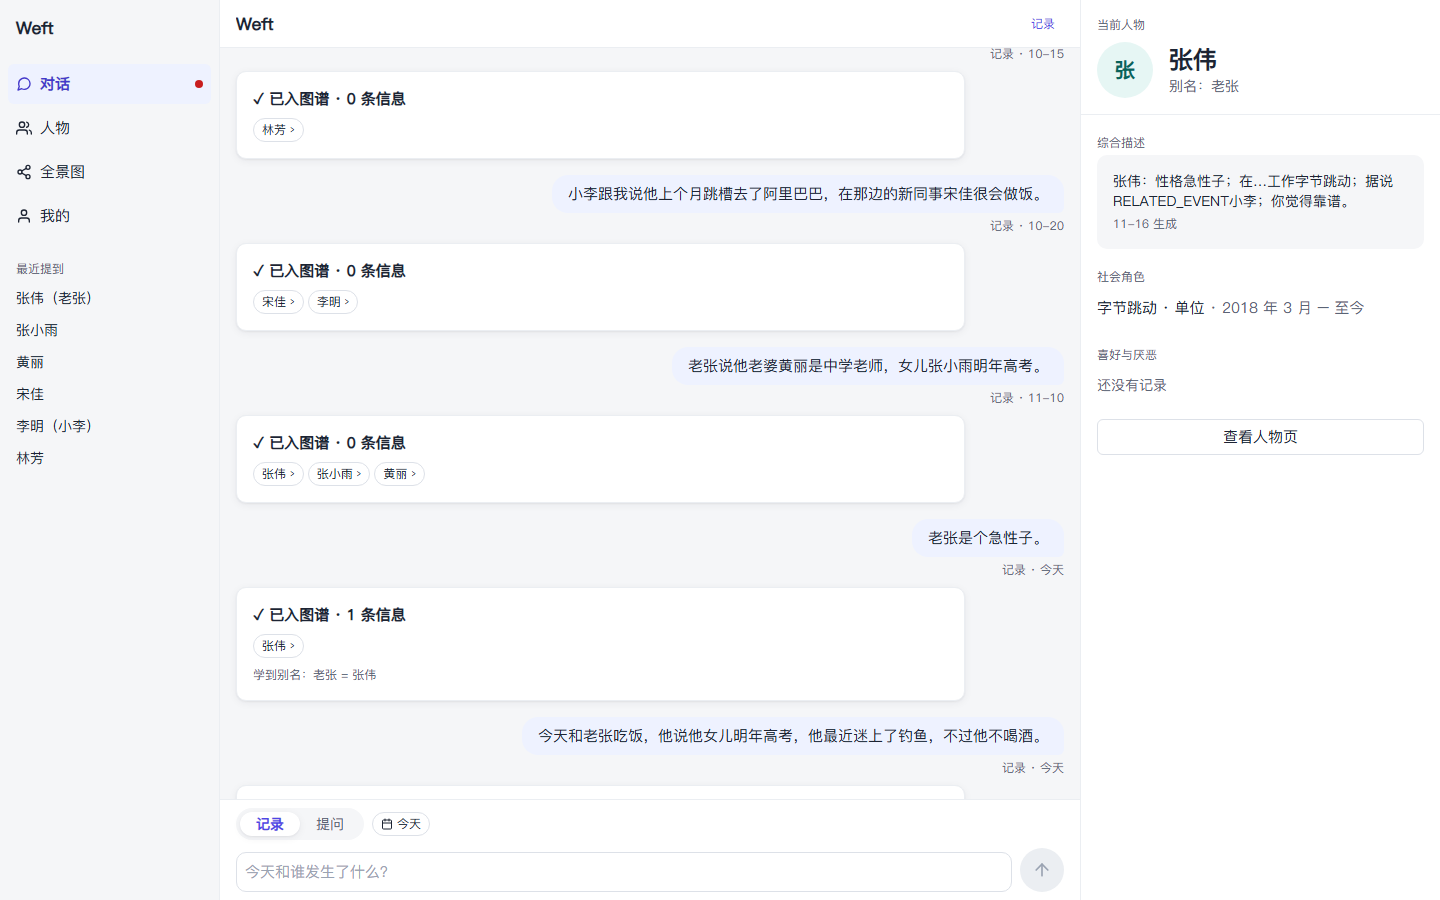 Weft
对话
人物
全景图
我的
最近提到
张伟（老张）
张小雨
黄丽
宋佳
李明（小李）
林芳
Weft
记录
记录 · 10-15
✓ 已入图谱 · 0 条信息
林芳 ›
小李跟我说他上个月跳槽去了阿里巴巴，在那边的新同事宋佳很会做饭。
记录 · 10-20
✓ 已入图谱 · 0 条信息
宋佳 › 李明 ›
老张说他老婆黄丽是中学老师，女儿张小雨明年高考。
记录 · 11-10
✓ 已入图谱 · 0 条信息
张伟 › 张小雨 › 黄丽 ›
老张是个急性子。
记录 · 今天
✓ 已入图谱 · 1 条信息
张伟 ›
学到别名：老张 = 张伟
今天和老张吃饭，他说他女儿明年高考，他最近迷上了钓鱼，不过他不喝酒。
记录 · 今天
记录 提问 今天
今天和谁发生了什么？
当前人物
张
张伟
别名：老张
综合描述
张伟：性格急性子；在…工作字节跳动；据说
RELATED_EVENT小李；你觉得靠谱。
11-16 生成
社会角色
字节跳动 · 单位 · 2018 年 3 月 — 至今
喜好与厌恶
还没有记录
查看人物页